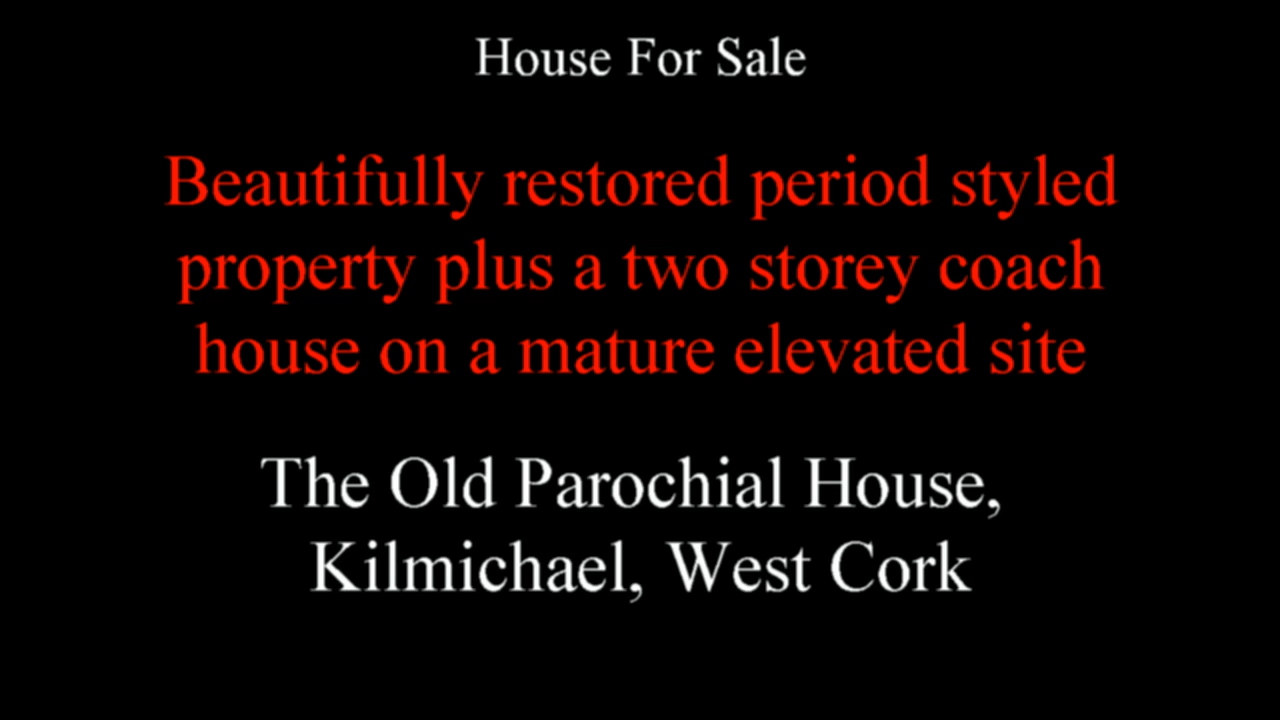 House For Sale
Beautifully restored period styled
property plus a two storey coach
house on a mature elevated site
The Old Parochial House,
Kilmichael, West Cork